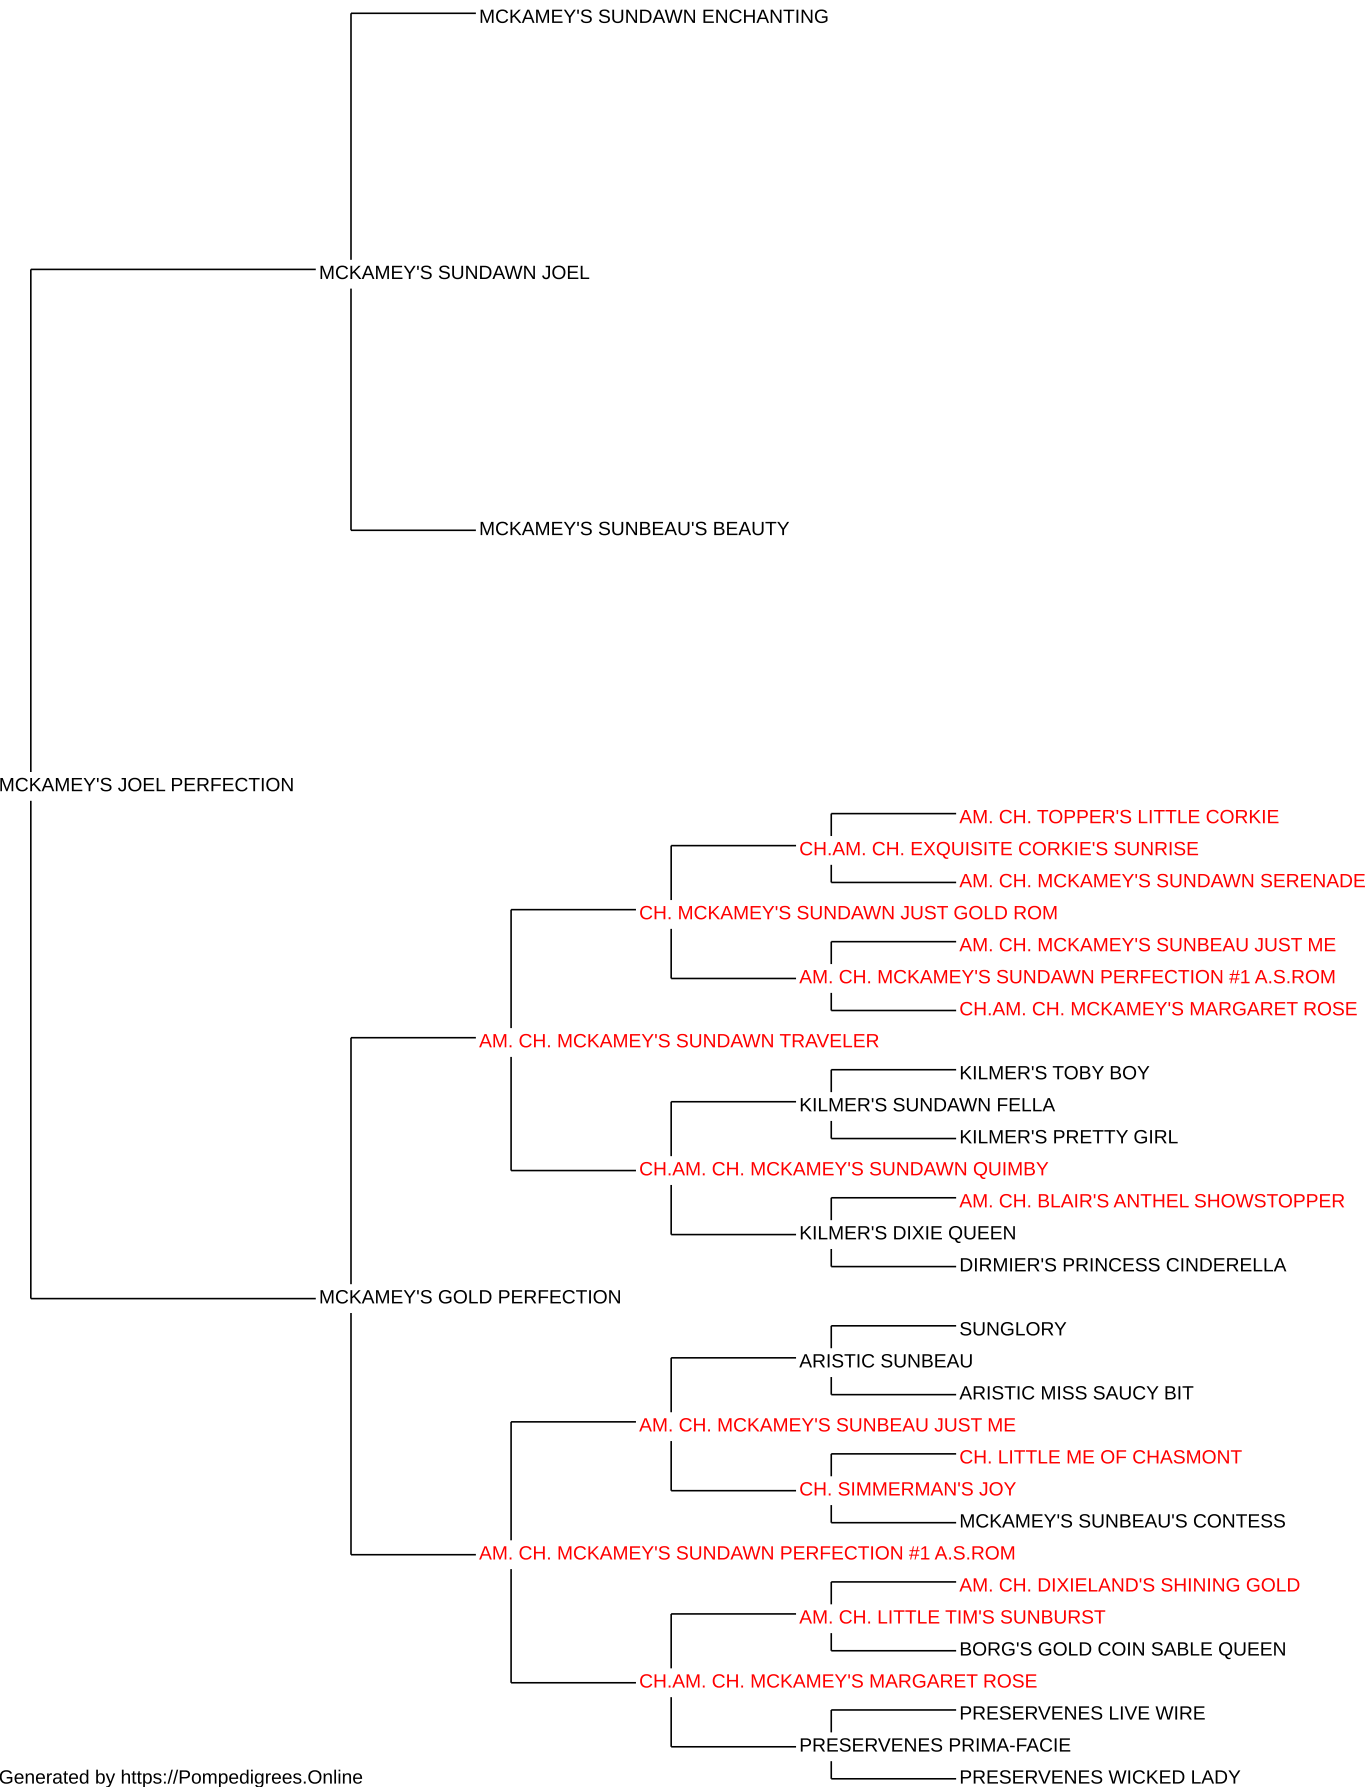 MCKAMEY'S SUNDAWN ENCHANTING
MCKAMEY'S SUNDAWN JOEL
MCKAMEY'S SUNBEAU'S BEAUTY
MCKAMEY'S JOEL PERFECTION
AM. CH. TOPPER'S LITTLE CORKIE
CH.AM. CH. EXQUISITE CORKIE'S SUNRISE
AM. CH. MCKAMEY'S SUNDAWN SERENADE
CH. MCKAMEY'S SUNDAWN JUST GOLD ROM
AM. CH. MCKAMEY'S SUNBEAU JUST ME
AM. CH. MCKAMEY'S SUNDAWN PERFECTION #1 A.S.ROM
CH.AM. CH. MCKAMEY'S MARGARET ROSE
AM. CH. MCKAMEY'S SUNDAWN TRAVELER
KILMER'S TOBY BOY
KILMER'S SUNDAWN FELLA
KILMER'S PRETTY GIRL
CH.AM. CH. MCKAMEY'S SUNDAWN QUIMBY
AM. CH. BLAIR'S ANTHEL SHOWSTOPPER
KILMER'S DIXIE QUEEN
DIRMIER'S PRINCESS CINDERELLA
MCKAMEY'S GOLD PERFECTION
SUNGLORY
ARISTIC SUNBEAU
ARISTIC MISS SAUCY BIT
AM. CH. MCKAMEY'S SUNBEAU JUST ME
CH. LITTLE ME OF CHASMONT
CH. SIMMERMAN'S JOY
MCKAMEY'S SUNBEAU'S CONTESS
AM. CH. MCKAMEY'S SUNDAWN PERFECTION #1 A.S.ROM
AM. CH. DIXIELAND'S SHINING GOLD
AM. CH. LITTLE TIM'S SUNBURST
BORG'S GOLD COIN SABLE QUEEN
CH.AM. CH. MCKAMEY'S MARGARET ROSE
PRESERVENES LIVE WIRE
PRESERVENES PRIMA-FACIE
PRESERVENES WICKED LADY
Generated by https://Pompedigrees.Online